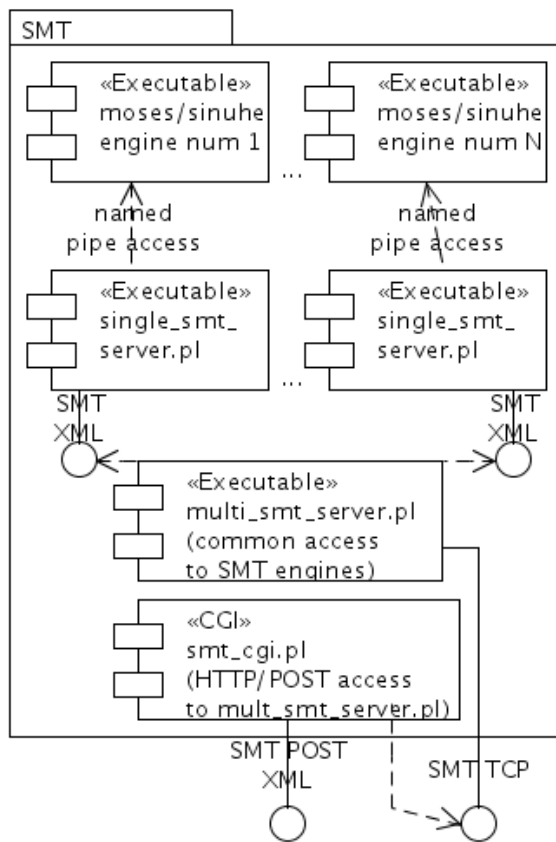 SMT
«Executable»
moses/sinuhe
engine num 1
...
«Executable»
moses/sinuhe
engine num N
named
pipe access
named
pipe access
«Executable»
single_smt_
server.pl
...
«Executable»
single_smt_
server.pl
SMT
XML
SMT
XML
«Executable»
multi_smt_server.pl
(common access
to SMT engines)
«CGI»
smt_cgi.pl
(HTTP/POST access
to mult_smt_server.pl)
SMT POST
XML
SMT TCP